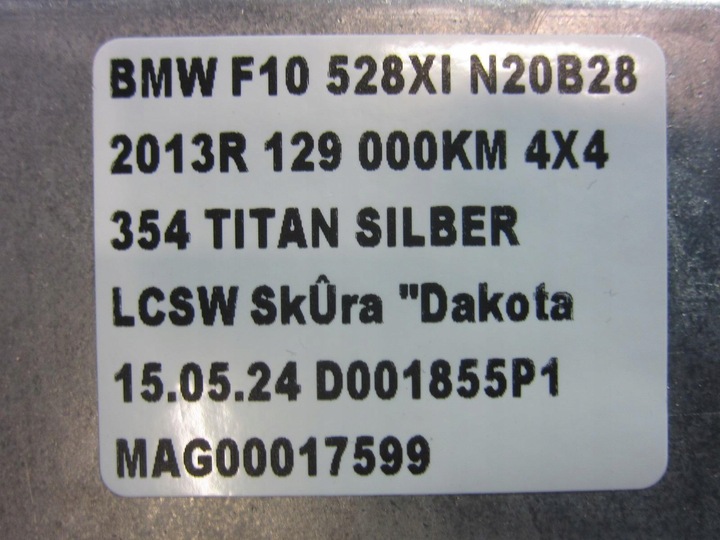 BMW F10 528XI N20B28
2013R 129 000KM 4X4
354 TITAN SILBER
LCSW SkÛra "Dakota
15.05.24 D001855P1
MAG00017599